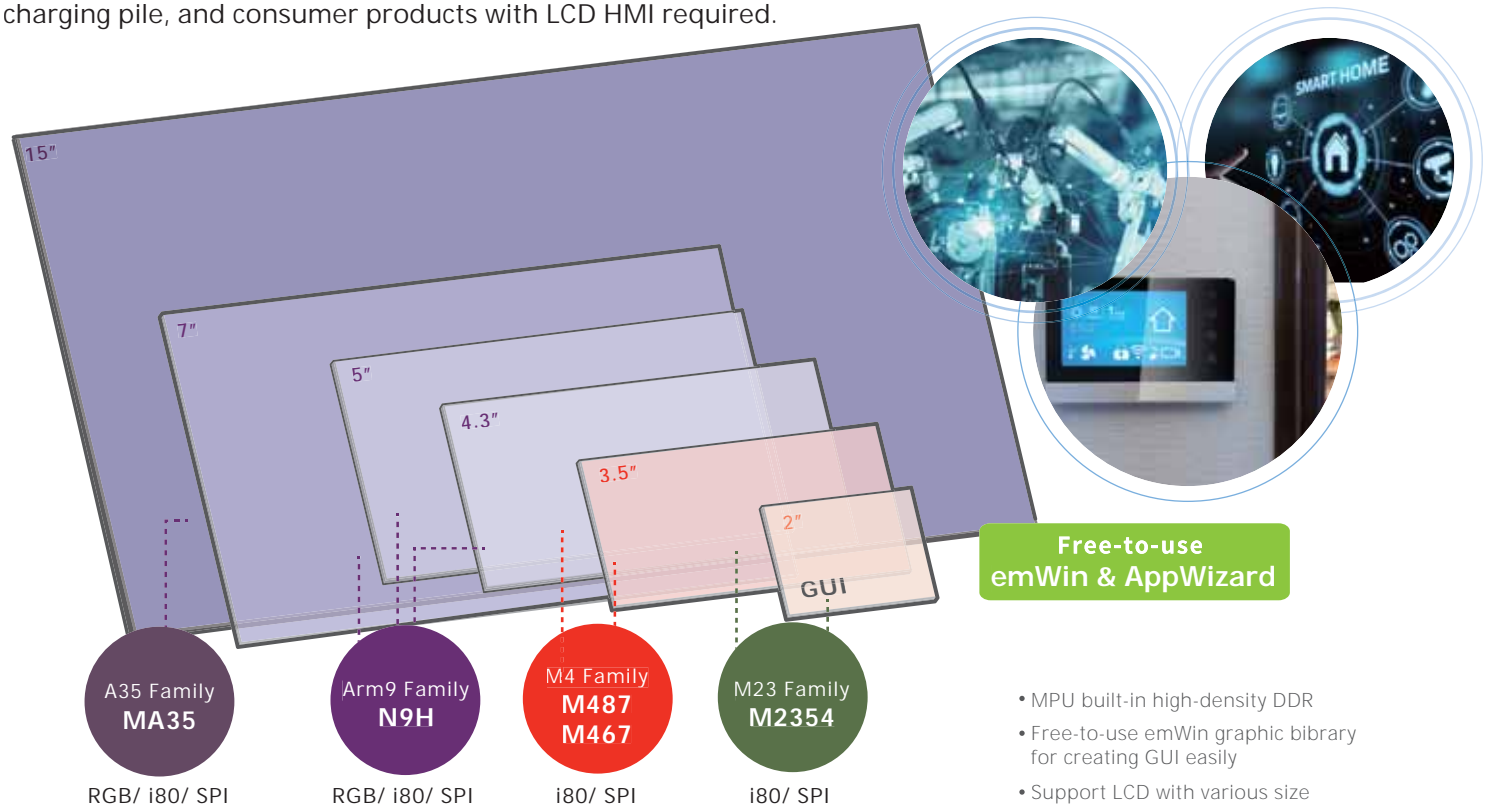 charging pile, and consumer products with LCD HMI required.
SMART HOME
15"
7"
5"
4.3"
3.5"
2"
GUI
Free-to-use
emWin & AppWizard
A35 Family
MA35
RGB/ i80/ SPI
Arm9 Family
N9H
RGB/ i80/ SPI
M4 Family
M487
M467
i80/ SPI
M23 Family
M2354
i80/ SPI
• MPU built-in high-density DDR
• Free-to-use emWin graphic bibrary
for creating GUI easily
• Support LCD with various size